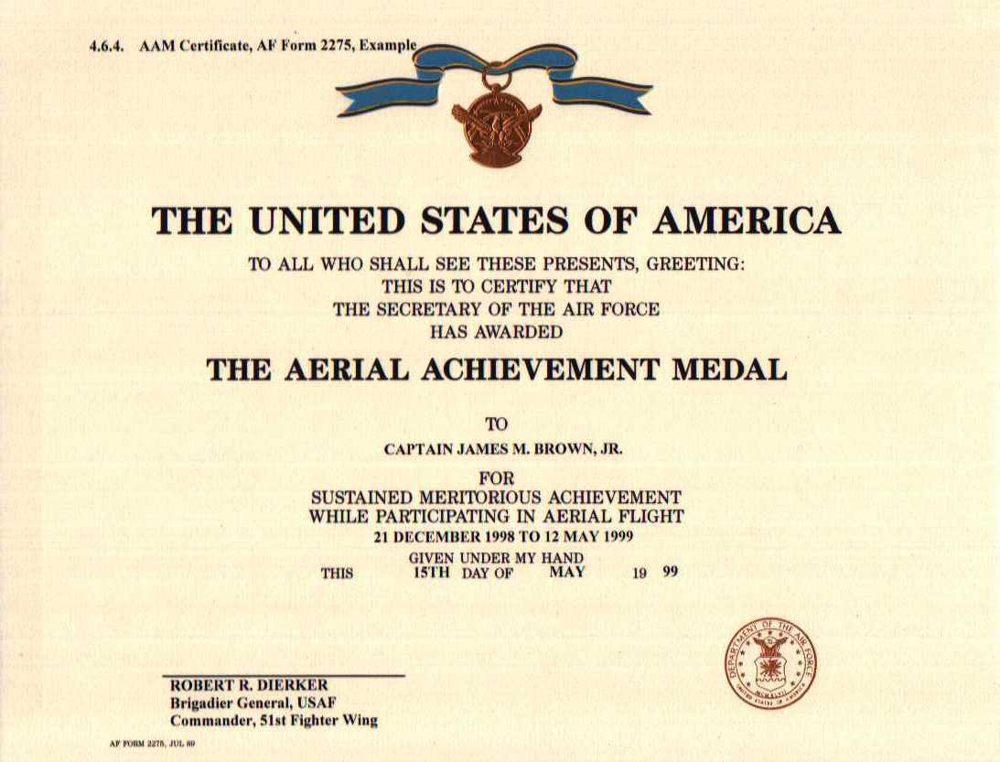 4.6.4. AAM Certificate, AF Form 2275, Example
THE UNITED STATES OF AMERICA
TO ALL WHO SHALL SEE THESE PRESENTS, GREETING:
THIS IS TO CERTIFY THAT
THE SECRETARY OF THE AIR FORCE
HAS AWARDED
THE AERIAL ACHIEVEMENT MEDAL
TO
CAPTAIN JAMES M. BROWN, JR.
FOR
SUSTAINED MERITORIOUS ACHIEVEMENT
WHILE PARTICIPATING IN AERIAL FLIGHT
21 DECEMBER 1998 TO 12 MAY 1999
GIVEN UNDER MY HAND
THIS 15TH DAY OF MAY 19 99
DEPARTMENT OF THE AIR FORCE
MCMXLVII
UNITED STATES OF AMERICA
ROBERT R. DIERKER
Brigadier General, USAF
Commander, 51st Fighter Wing
AF FORM 2275, JUL 89